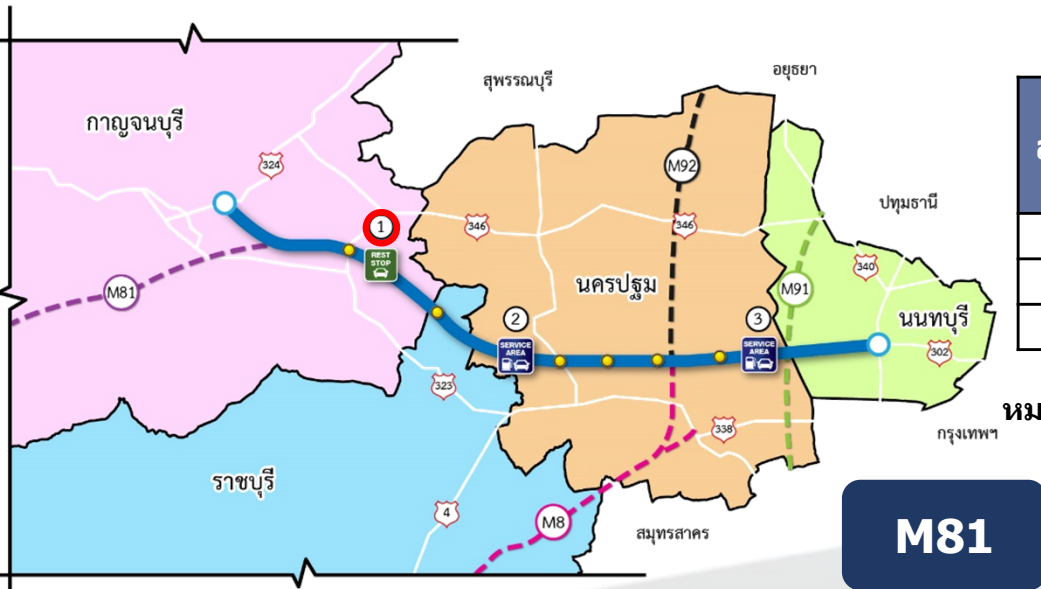 อยุธยา
สุพรรณบุรี
กาญจนบุรี
324
M92
ปทุมธานี
1
346
346
REST
STOP
340
M81
นครปฐม
M91
2
3
นนทบุรี
SERVICE
AREA
SERVICE
AREA
302
323
หม
338
กรุงเทพฯ
ราชบุรี
4
M8
สมุทรสาคร
M81